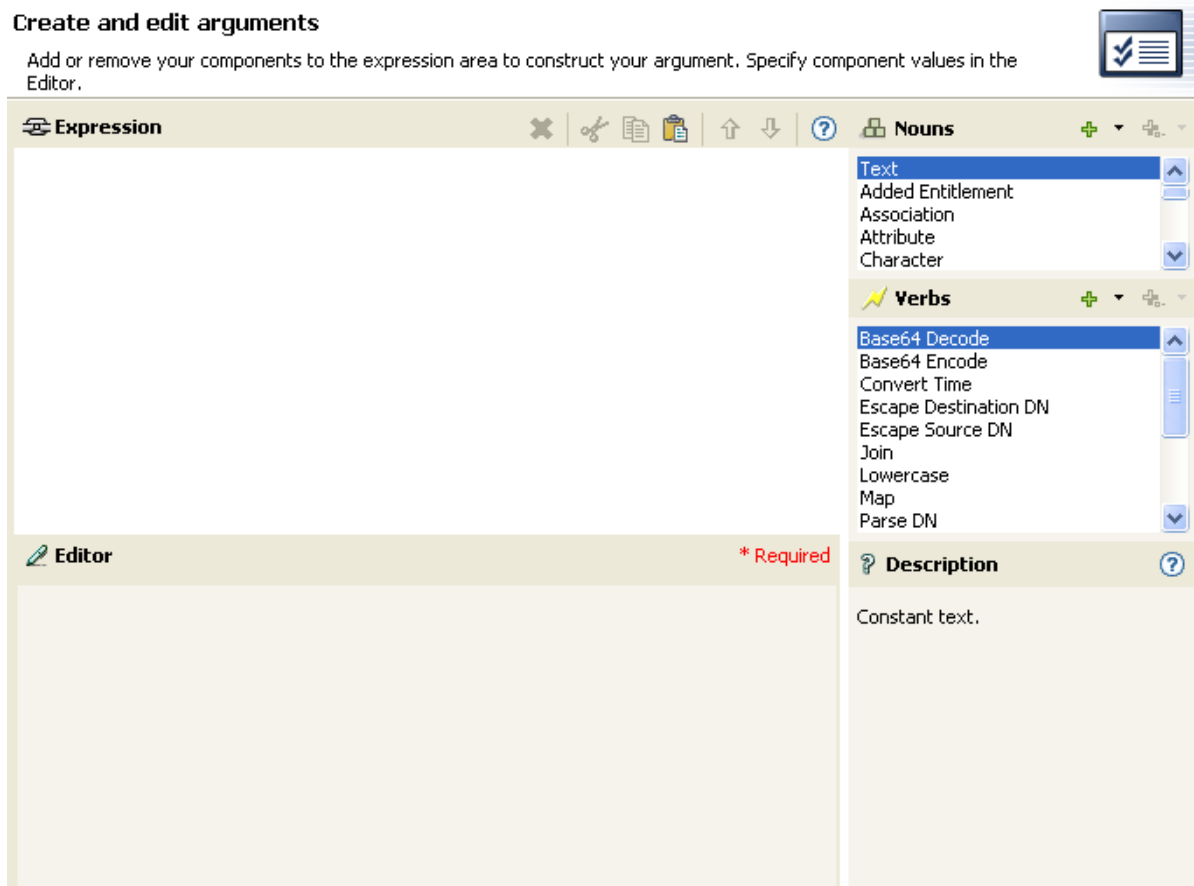 Create and edit arguments
Add or remove your components to the expression area to construct your argument. Specify component values in the
Editor.
Expression
Nouns
Text
Added Entitlement
Association
Attribute
Character
Verbs
Base64 Decode
Base64 Encode
Convert Time
Escape Destination DN
Escape Source DN
Join
Lowercase
Map
Parse DN
Editor
* Required
Description
Constant text.